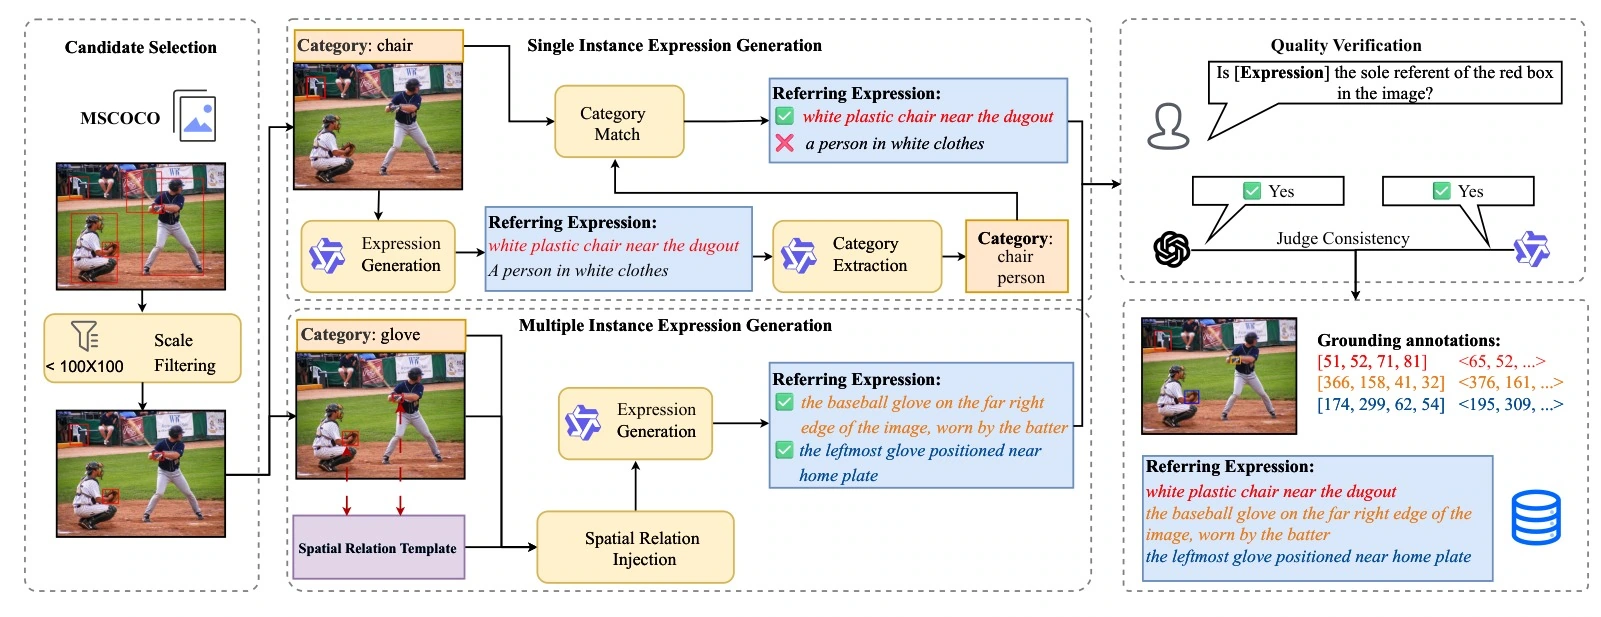 Candidate Selection
MSCOCO
< 100X100
Scale
Filtering
Single Instance Expression Generation
Category: chair
Category
Match
Referring Expression:
white plastic chair near the dugout
a person in white clothes
Expression
Generation
Referring Expression:
white plastic chair near the dugout
A person in white clothes
Category
Extraction
Category:
chair
person
Multiple Instance Expression Generation
Category: glove
Spatial Relation Template
Expression
Generation
Spatial Relation
Injection
Referring Expression:
the baseball glove on the far right
edge of the image, worn by the batter
the leftmost glove positioned near
home plate
Quality Verification
Is [Expression] the sole referent of the red box
in the image?
Yes
Yes
Judge Consistency
Grounding annotations:
[51, 52, 71, 81] <65, 52, ...>
[366, 158, 41, 32] <376, 161, ...>
[174, 299, 62, 54] <195, 309, ...>
Referring Expression:
white plastic chair near the dugout
the baseball glove on the far right edge of the
image, worn by the batter
the leftmost glove positioned near home plate